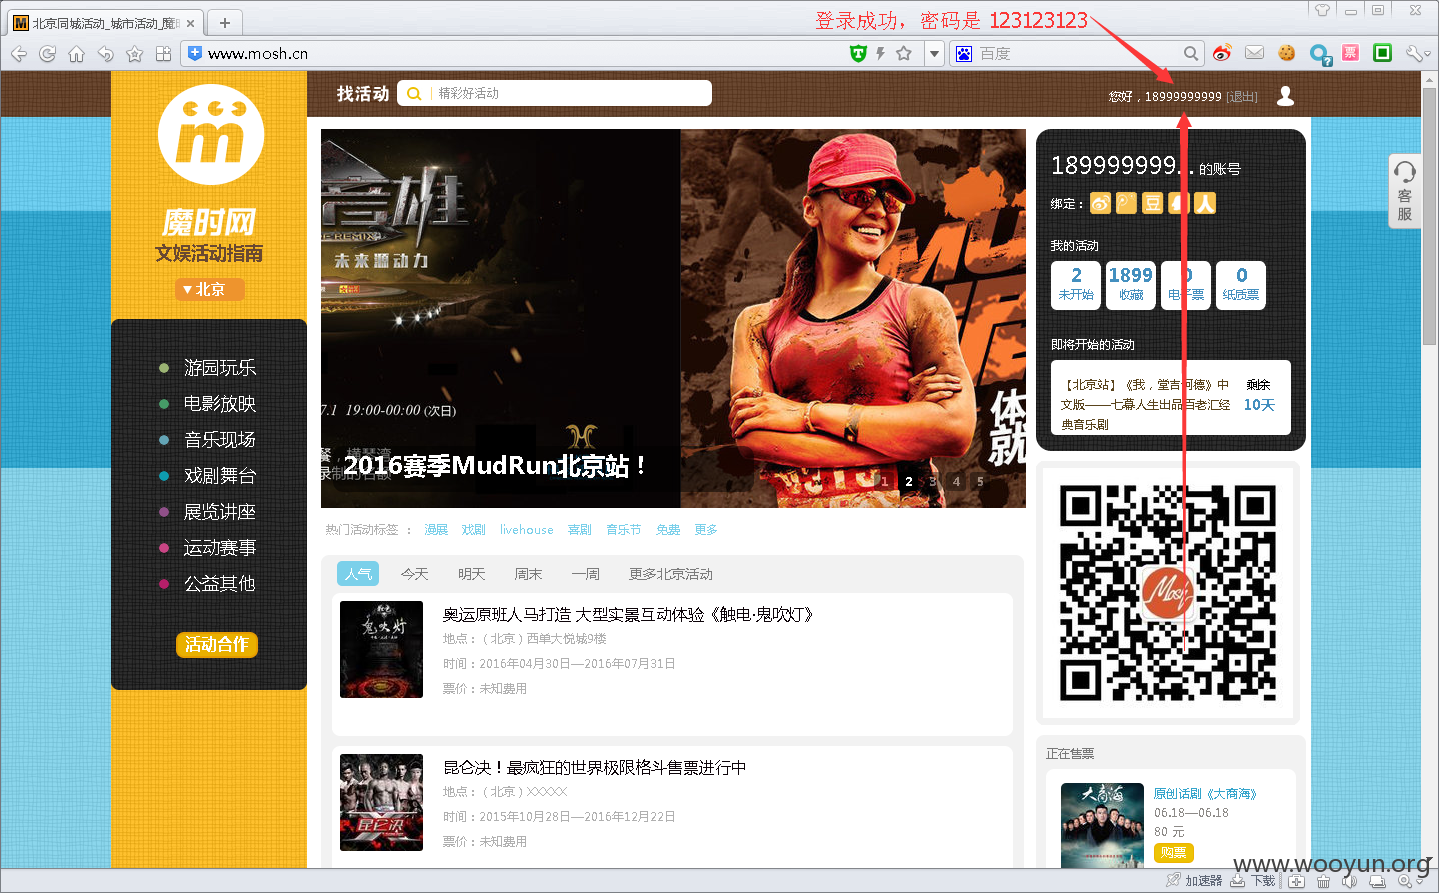 北京同城活动_城市活动_魔
登录成功，密码是 123123123
www.mosh.cn
百度
票
找活动
精彩好活动
您好，18999999999 [退出]
m
魔时网
文娱活动指南
▼北京
游园玩乐
电影放映
音乐现场
戏剧舞台
展览讲座
运动赛事
公益其他
活动合作
REMIX
未来源动力
7.1 19:00-00:00 (次日)
2016赛季MudRun北京站！
体
就
1 2 3 4 5
189999999... 的账号
绑定：
豆
人
我的活动
2 1899 0 0
未开始 收藏 电子票 纸质票
即将开始的活动
【北京站】《我，堂吉诃德》中 剩余
文版——七幕人生出品百老汇经 10天
典音乐剧
客
服
Mosh
热门活动标签： 漫展 戏剧 livehouse 喜剧 音乐节 免费 更多
人气 今天 明天 周末 一周 更多北京活动
鬼吹灯
奥运原班人马打造 大型实景互动体验《触电·鬼吹灯》
地点：（北京）西单大悦城9楼
时间：2016年04月30日—2016年07月31日
票价：未知费用
昆仑决
昆仑决！最疯狂的世界极限格斗售票进行中
地点：（北京）XXXXX
时间：2015年10月28日—2016年12月22日
票价：未知费用
正在售票
大商海
原创话剧《大商海》
06.18—06.18
80 元
购票
www.wooyun.org
加速器 下载